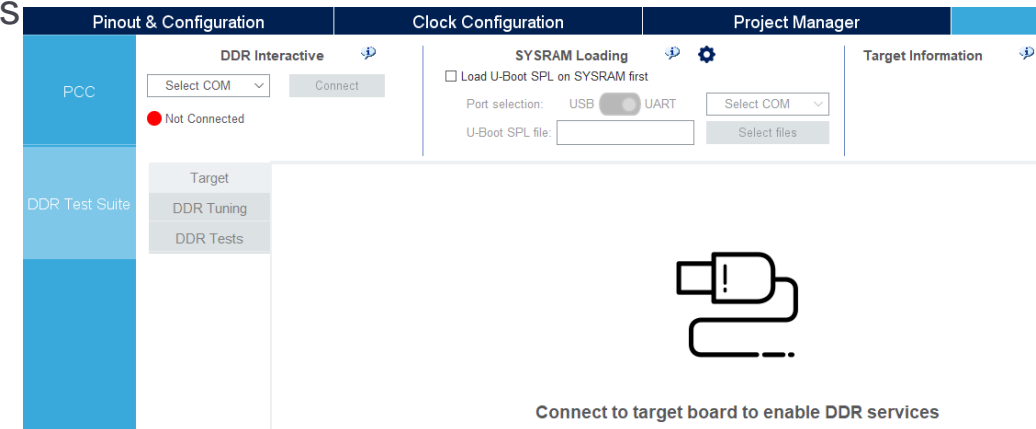 s
Pinout & Configuration
Clock Configuration
Project Manager
PCC
DDR Test Suite
DDR Interactive
Select COM
Connect
Not Connected
SYSRAM Loading
Load U-Boot SPL on SYSRAM first
Port selection: USB UART Select COM
U-Boot SPL file: Select files
Target Information
Target
DDR Tuning
DDR Tests
Connect to target board to enable DDR services